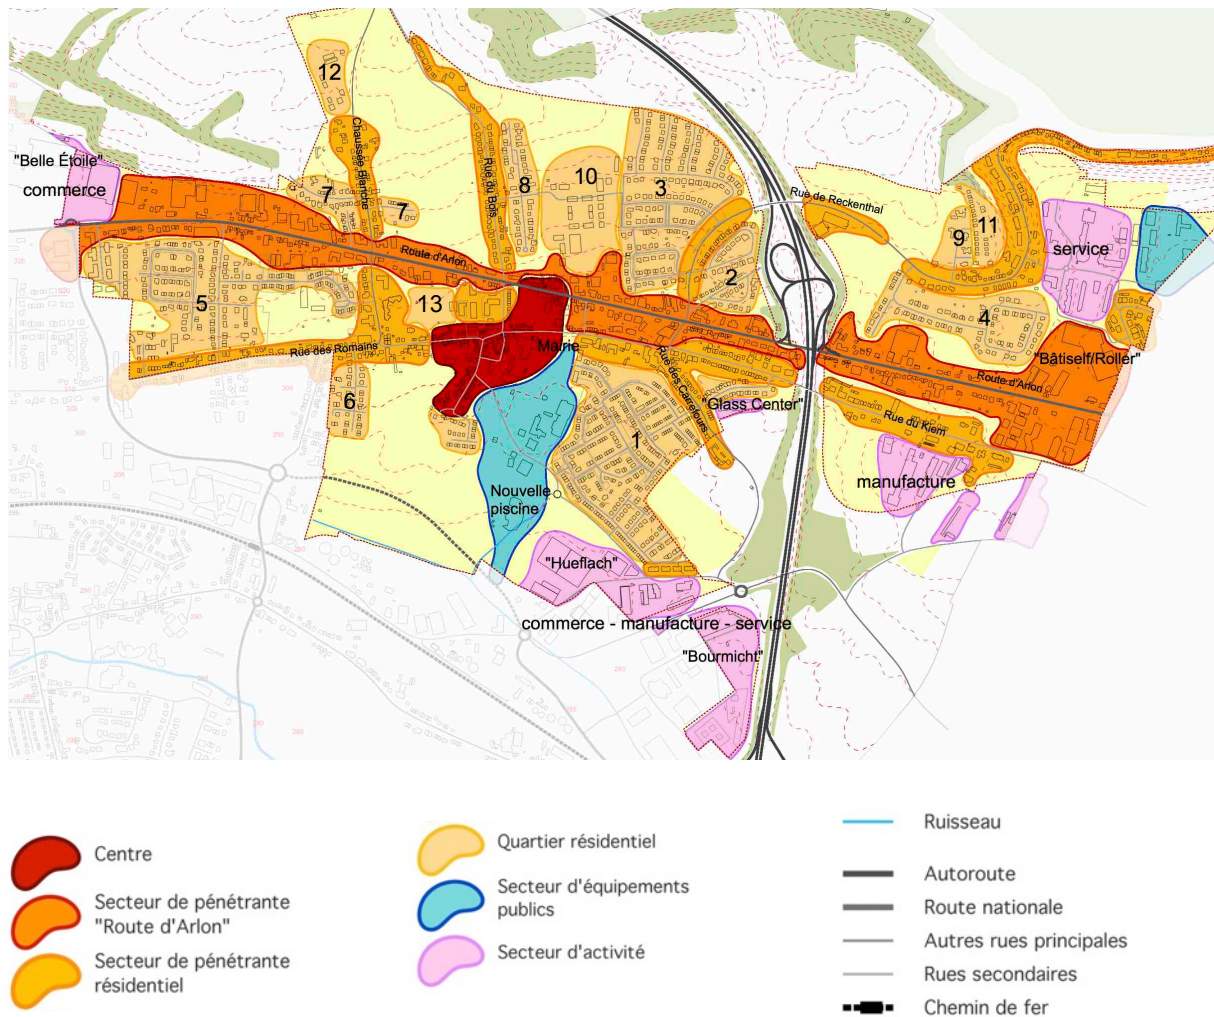 12
"Belle Étoile"
commerce
Chaussée Blanche
7
7
Rue du Bois
8
10
3
Rue de Reckenthal
9
11
service
Route d'Arlon
2
5
13
4
Mairie
Rue des Romains
Rue des Carrefours
"Bâtiself/Roller"
Route d'Arlon
6
"Glass Center"
Rue du Kiem
1
manufacture
Nouvelle
piscine
"Hueflach"
commerce - manufacture - service
"Bourmicht"
Centre
Secteur de pénétrante
"Route d'Arlon"
Secteur de pénétrante
résidentiel
Quartier résidentiel
Secteur d'équipements
publics
Secteur d'activité
Ruisseau
Autoroute
Route nationale
Autres rues principales
Rues secondaires
Chemin de fer